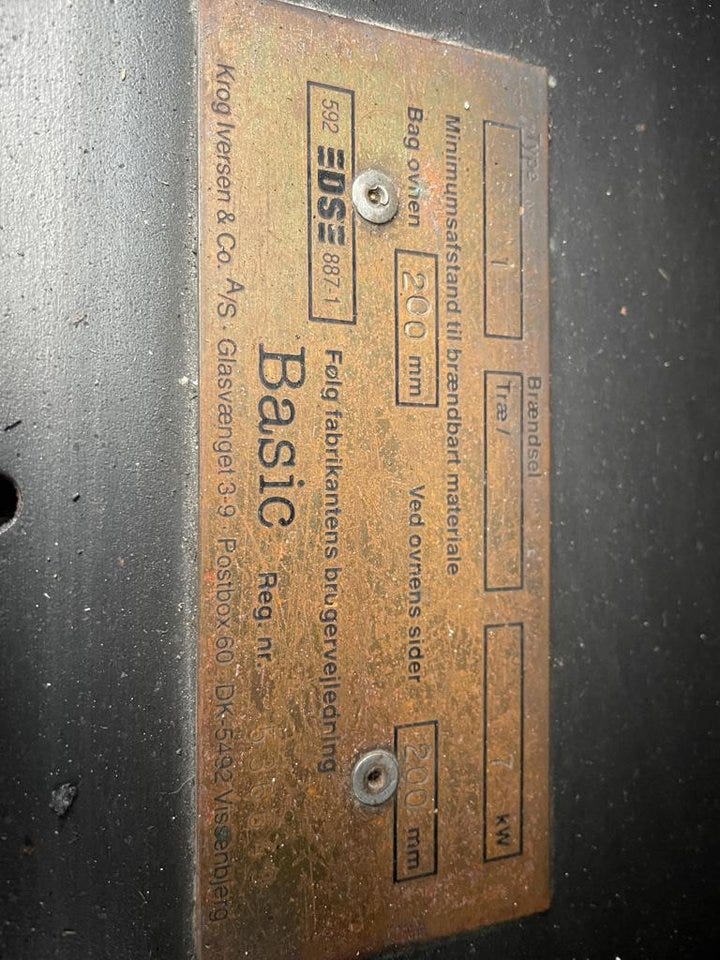 Type Brændsel
1 Træ / 7 kW
Minimumsafstand til brændbart materiale
Bag ovnen 200 mm Ved ovnens sider 200 mm
592 DS 887-1 Følg fabrikantens brugervejledning
Basic Reg. nr.
Krog Iversen & Co. A/S · Glasvænget 3-9 · Postbox 60 · DK-5492 Vissenbjerg